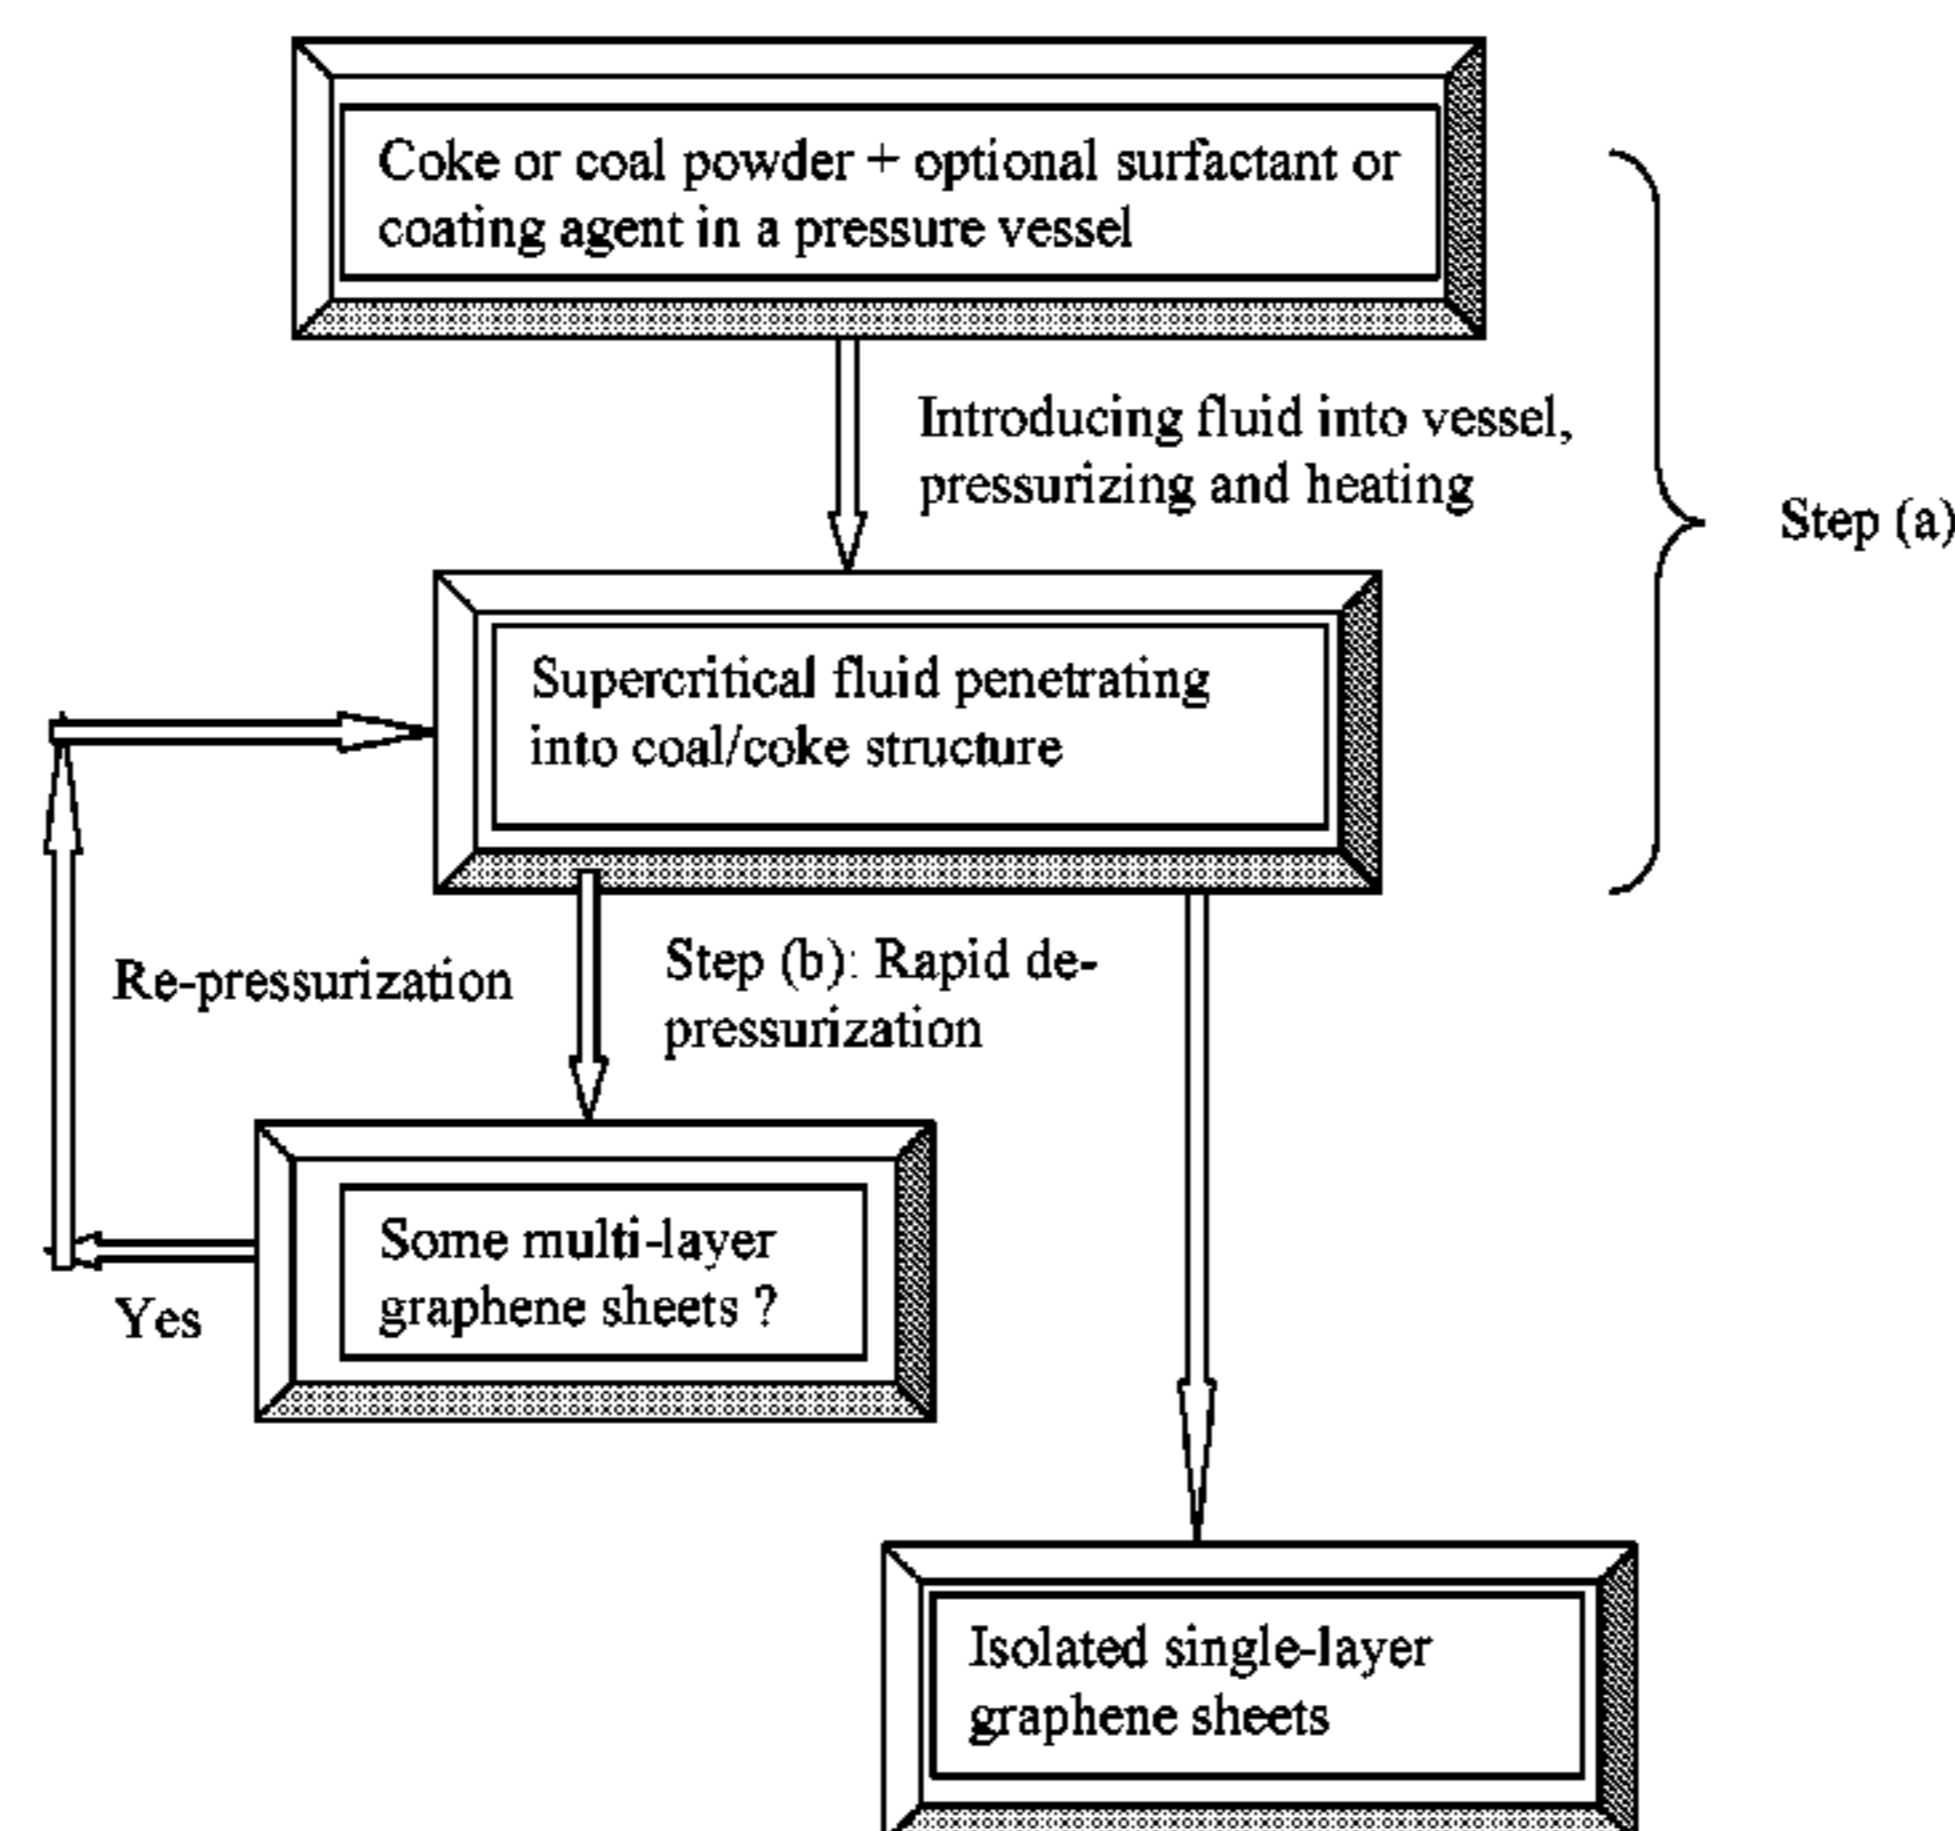 Coke or coal powder + optional surfactant or
coating agent in a pressure vessel
Introducing fluid into vessel,
pressurizing and heating
Step (a)
Supercritical fluid penetrating
into coal/coke structure
Re-pressurization
Step (b): Rapid de-
pressurization
Some multi-layer
graphene sheets ?
Yes
Isolated single-layer
graphene sheets